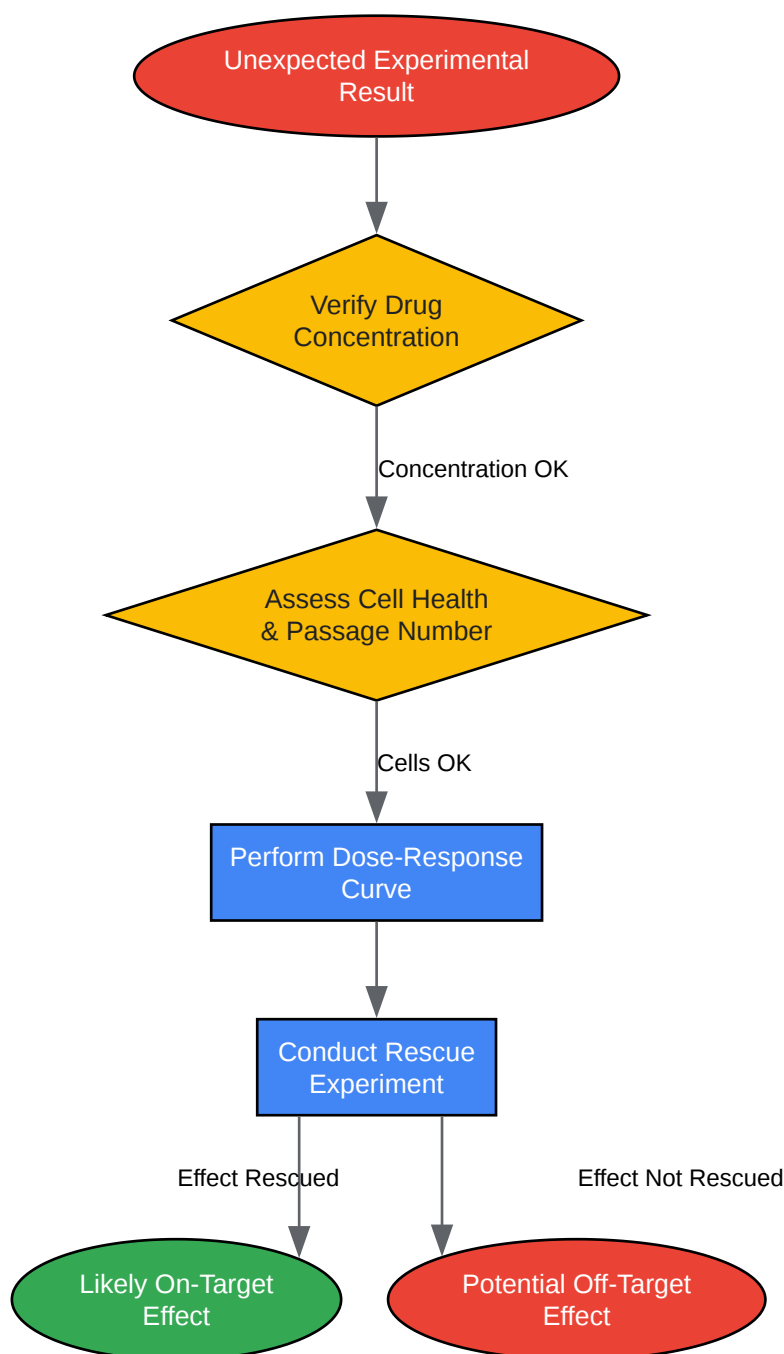 Unexpected Experimental
Result
Verify Drug
Concentration
Concentration OK
Assess Cell Health
& Passage Number
Cells OK
Perform Dose-Response
Curve
Conduct Rescue
Experiment
Effect Rescued
Effect Not Rescued
Likely On-Target
Effect
Potential Off-Target
Effect